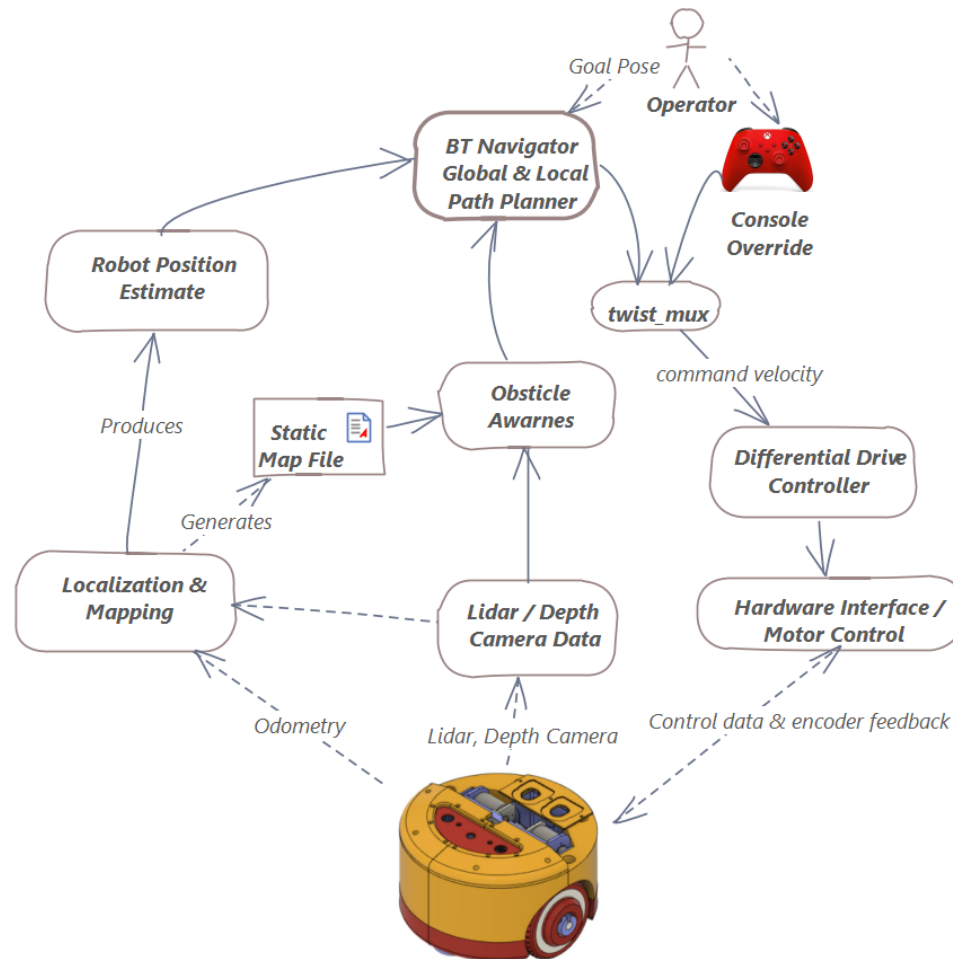 Goal Pose
Operator
BT Navigator
Global & Local
Path Planner
Console
Override
Robot Position
Estimate
twist_mux
command velocity
Obsticle
Awarnes
Produces
Static
Map File
Differential Drive
Controller
Generates
Localization &
Mapping
Lidar / Depth
Camera Data
Hardware Interface /
Motor Control
Odometry
Lidar, Depth Camera
Control data & encoder feedback